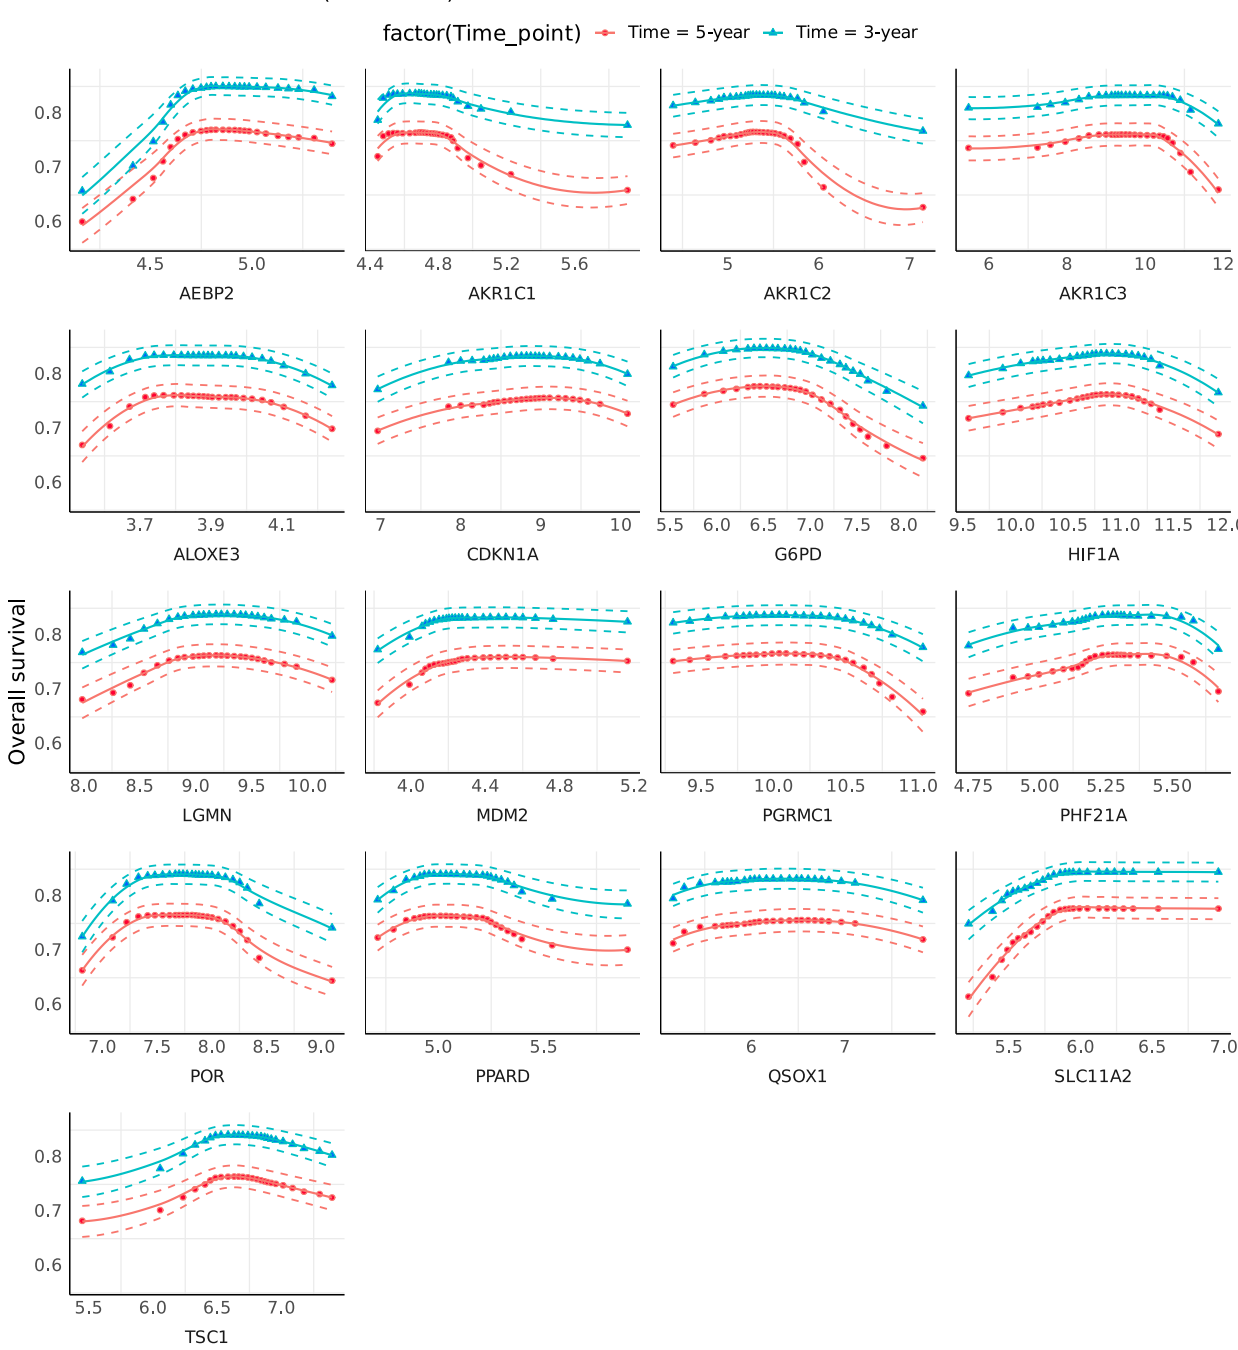 factor(Time_point) Time = 5-year Time = 3-year
Overall survival
0.8
0.7
0.6
4.5 5.0
AEBP2
4.4 4.8 5.2 5.6
AKR1C1
5 6 7
AKR1C2
6 8 10 12
AKR1C3
0.8
0.7
0.6
3.7 3.9 4.1
ALOXE3
7 8 9 10
CDKN1A
5.5 6.0 6.5 7.0 7.5 8.0
G6PD
9.5 10.0 10.5 11.0 11.5 12.0
HIF1A
0.8
0.7
0.6
8.0 8.5 9.0 9.5 10.0
LGMN
4.0 4.4 4.8 5.2
MDM2
9.5 10.0 10.5 11.0
PGRMC1
4.75 5.00 5.25 5.50
PHF21A
0.8
0.7
0.6
7.0 7.5 8.0 8.5 9.0
POR
5.0 5.5
PPARD
6 7
QSOX1
5.5 6.0 6.5 7.0
SLC11A2
0.8
0.7
0.6
5.5 6.0 6.5 7.0
TSC1